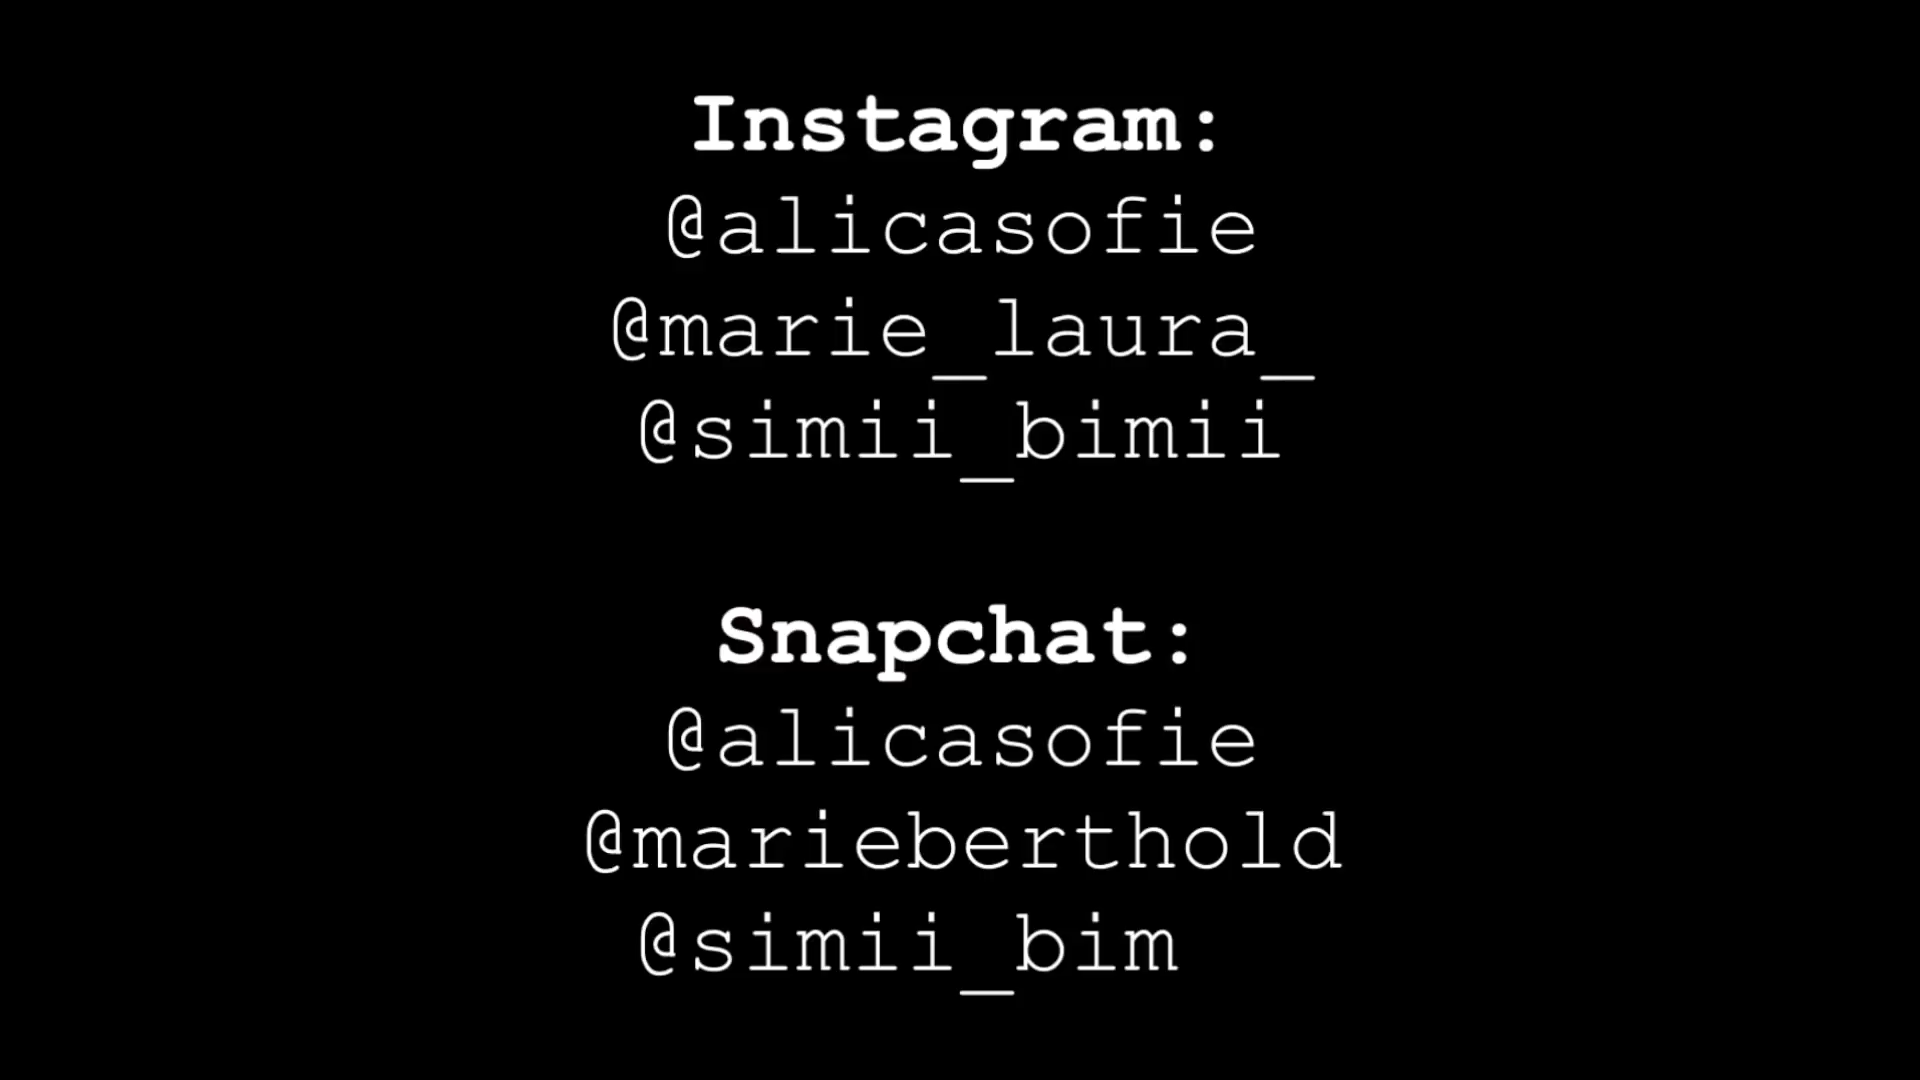 Instagram:
@alicasofie
@marie_laura_
@simii_bimii
Snapchat:
@alicasofie
@marieberthold
@simii_bim